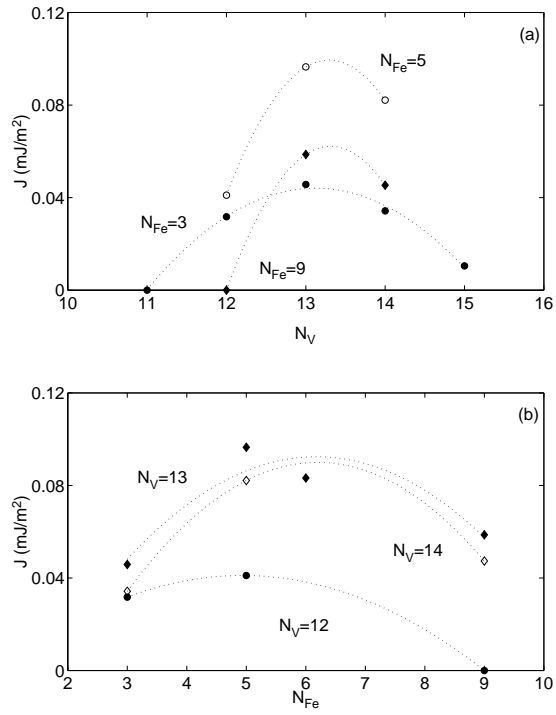 (a)
0.12
N_Fe=5
0.08
J (mJ/m²)
0.04
N_Fe=3
N_Fe=9
0
10 11 12 13 14 15 16
N_V
0.12
(b)
N_V=13
0.08
J (mJ/m²)
N_V=14
0.04
N_V=12
0
2 3 4 5 6 7 8 9 10
N_Fe